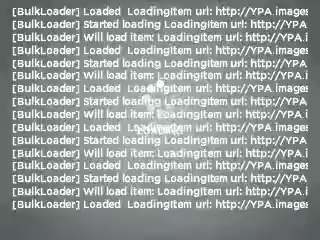 [BulkLoader] Loaded LoadingItem url: http://YPA.images
[BulkLoader] Started loading LoadingItem url: http://YPA
[BulkLoader] Will load item: LoadingItem url: http://YPA.i
[BulkLoader] Loaded LoadingItem url: http://YPA.images
[BulkLoader] Started loading LoadingItem url: http://YPA
[BulkLoader] Will load item: LoadingItem url: http://YPA.i
[BulkLoader] Loaded LoadingItem url: http://YPA.images
[BulkLoader] Started loading LoadingItem url: http://YPA
[BulkLoader] Will load item: LoadingItem url: http://YPA.i
[BulkLoader] Loaded LoadingItem url: http://YPA.images
LOADING
[BulkLoader] Started loading LoadingItem url: http://YPA
[BulkLoader] Will load item: LoadingItem url: http://YPA.i
[BulkLoader] Loaded LoadingItem url: http://YPA.images
[BulkLoader] Started loading LoadingItem url: http://YPA
[BulkLoader] Will load item: LoadingItem url: http://YPA.i
[BulkLoader] Loaded LoadingItem url: http://YPA.images